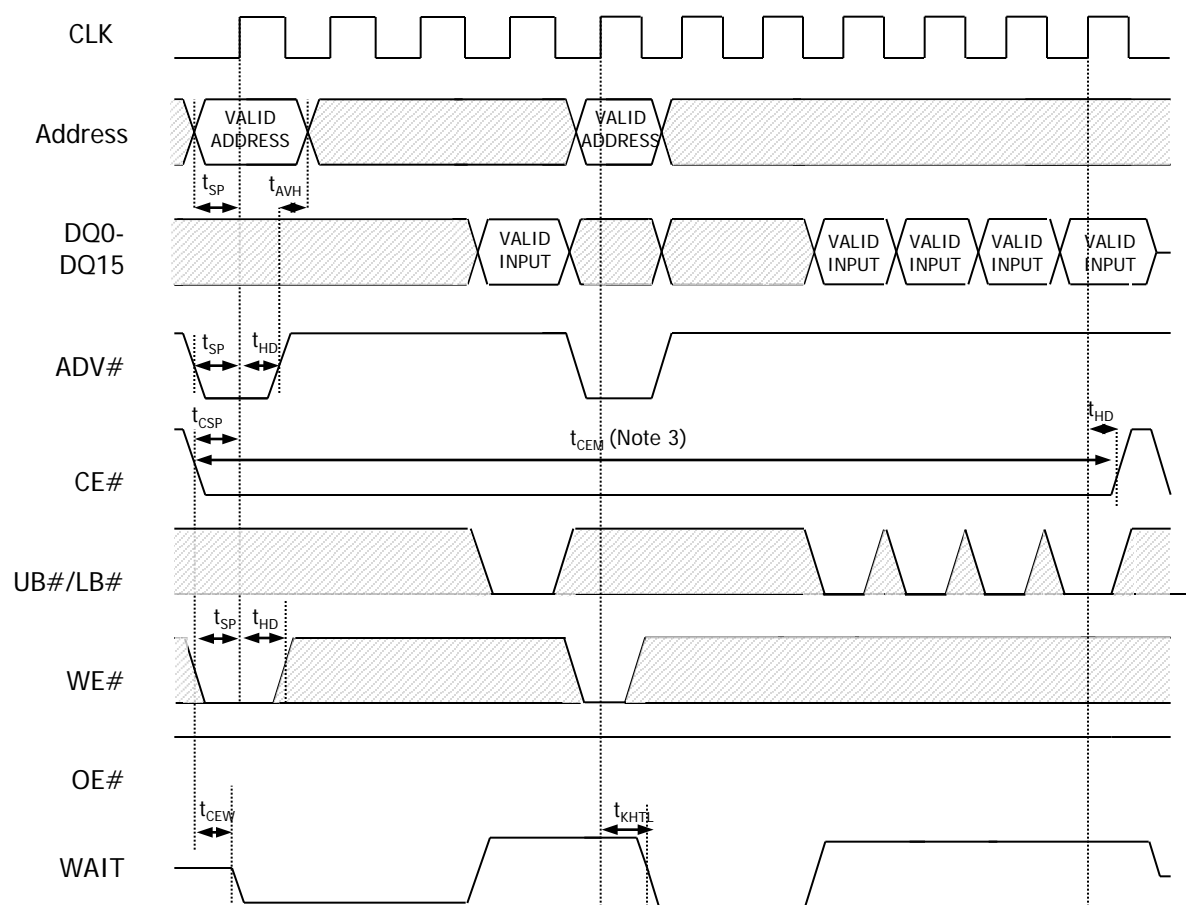 CLK
Address
VALID
ADDRESS
VALID
ADDRESS
tSP
tAVH
DQ0-
DQ15
VALID
INPUT
VALID
INPUT
VALID
INPUT
VALID
INPUT
VALID
INPUT
ADV#
tSP
tHD
tCSP
tCEM (Note 3)
tHD
CE#
UB#/LB#
tSP
tHD
WE#
OE#
tCEW
tKHTL
WAIT